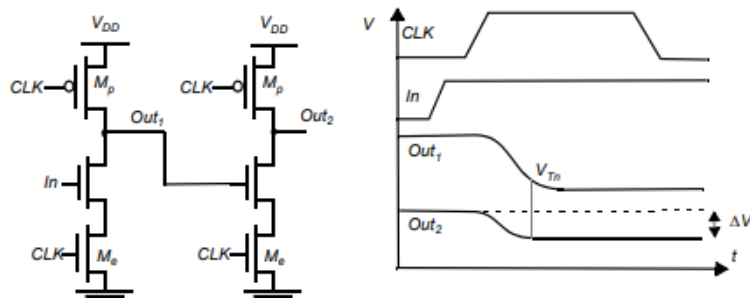 V_DD
V_DD
CLK
M_p
CLK
M_p
Out_1
Out_2
In
CLK
M_e
CLK
M_e
V
CLK
In
Out_1
V_Tn
Out_2
ΔV
t